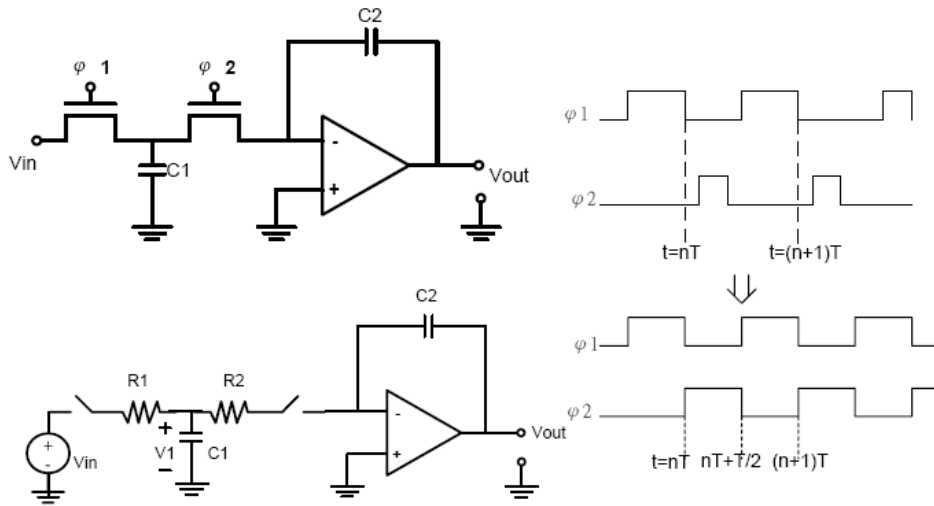 C2
φ 1
φ 2
Vin
C1
-
+
Vout
φ1
φ2
t=nT
t=(n+1)T
C2
R1
R2
+
V1
-
C1
+
-
Vin
-
+
Vout
φ1
φ2
t=nT
nT+T/2
(n+1)T